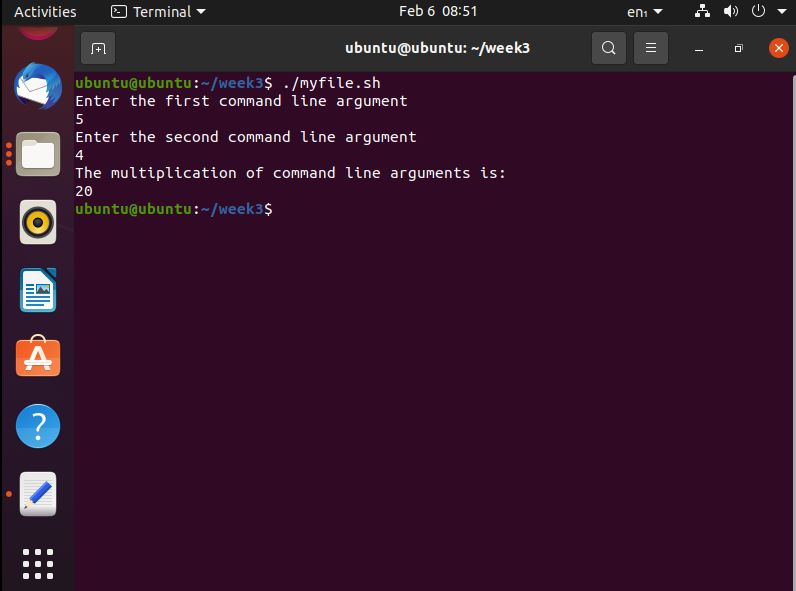 Activities Terminal Feb 6 08:51 en₁
ubuntu@ubuntu: ~/week3
ubuntu@ubuntu:~/week3$ ./myfile.sh
Enter the first command line argument
5
Enter the second command line argument
4
The multiplication of command line arguments is:
20
ubuntu@ubuntu:~/week3$